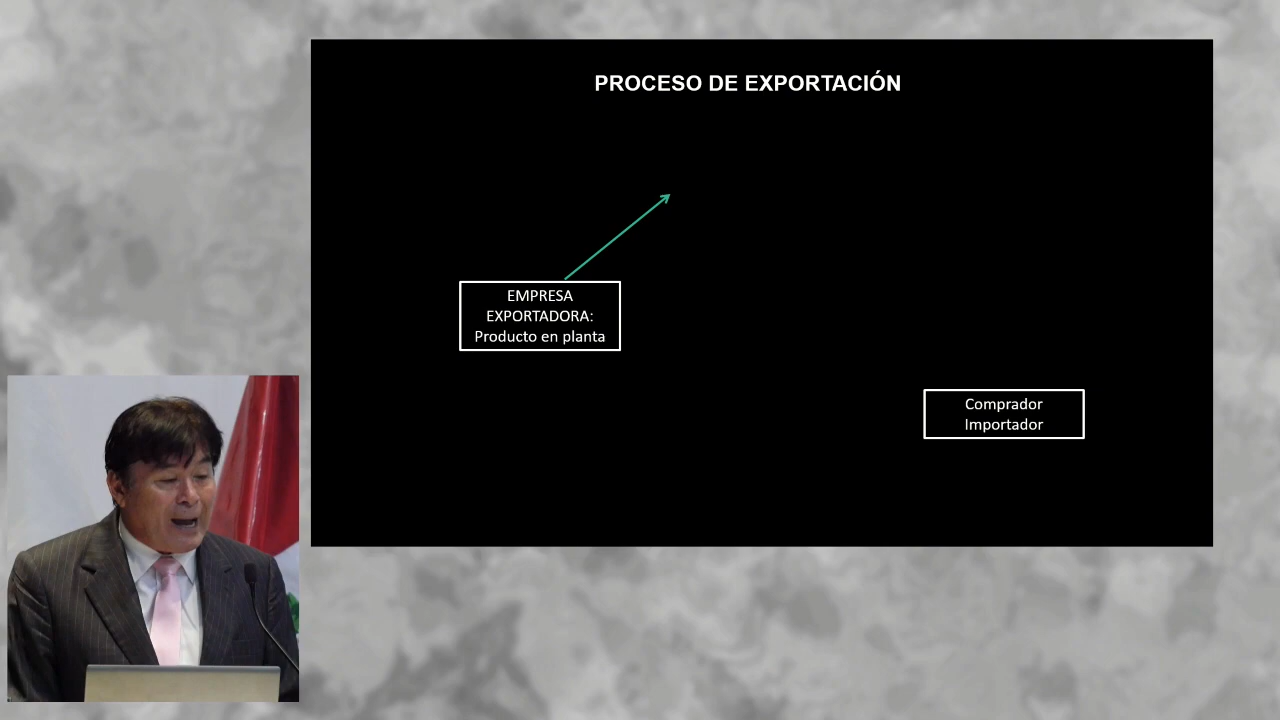 PROCESO DE EXPORTACIÓN
EMPRESA
EXPORTADORA:
Producto en planta
Comprador
Importador